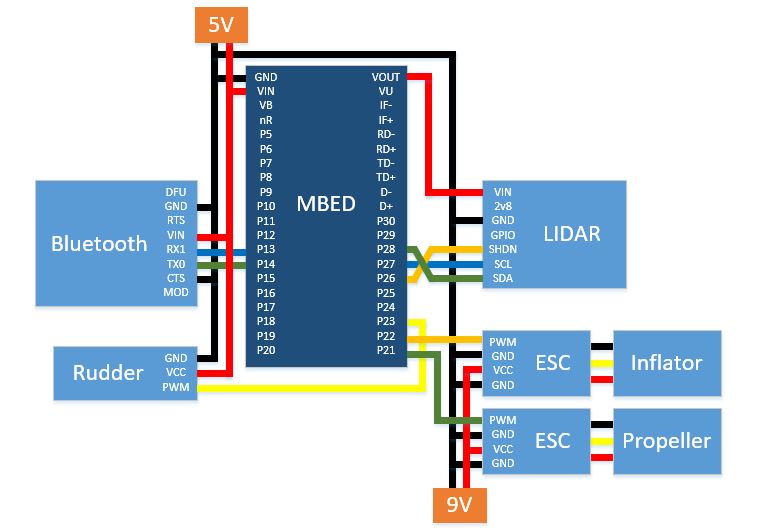 5V
GND VOUT
VIN VU
VB IF-
nR IF+
P5 RD-
P6 RD+
P7 TD-
P8 TD+
P9 D-
P10 D+
P11 P30
P12 P29
P13 P28
P14 P27
P15 P26
P16 P25
P17 P24
P18 P23
P19 P22
P20 P21
MBED
Bluetooth
DFU
GND
RTS
VIN
RX1
TX0
CTS
MOD
LIDAR
VIN
2v8
GND
GPIO
SHDN
SCL
SDA
Rudder
GND
VCC
PWM
PWM
GND
VCC
GND
ESC
Inflator
PWM
GND
VCC
GND
ESC
Propeller
9V